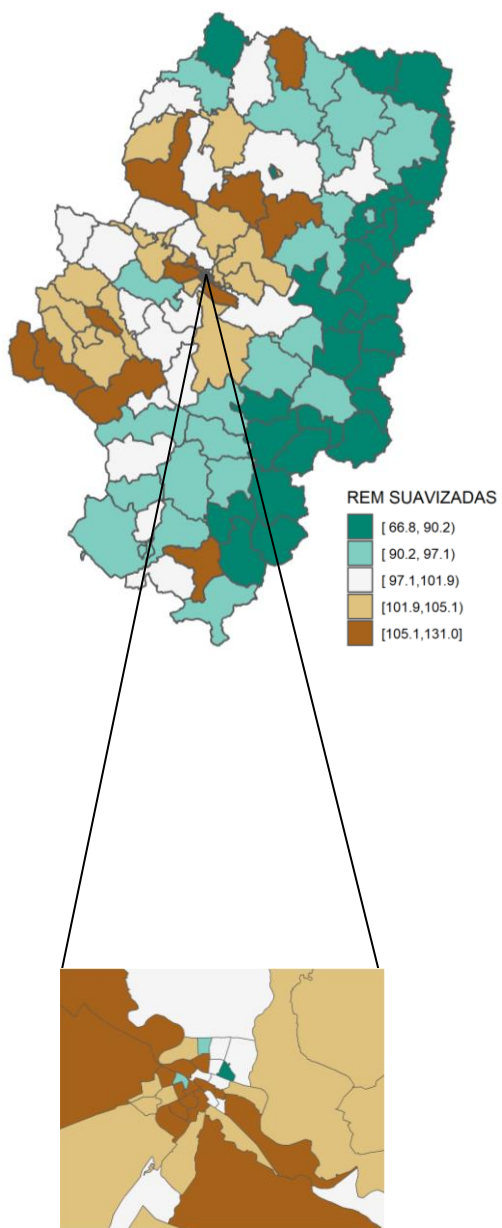 REM SUAVIZADAS
[ 66.8, 90.2)
[ 90.2, 97.1)
[ 97.1,101.9)
[101.9,105.1)
[105.1,131.0]